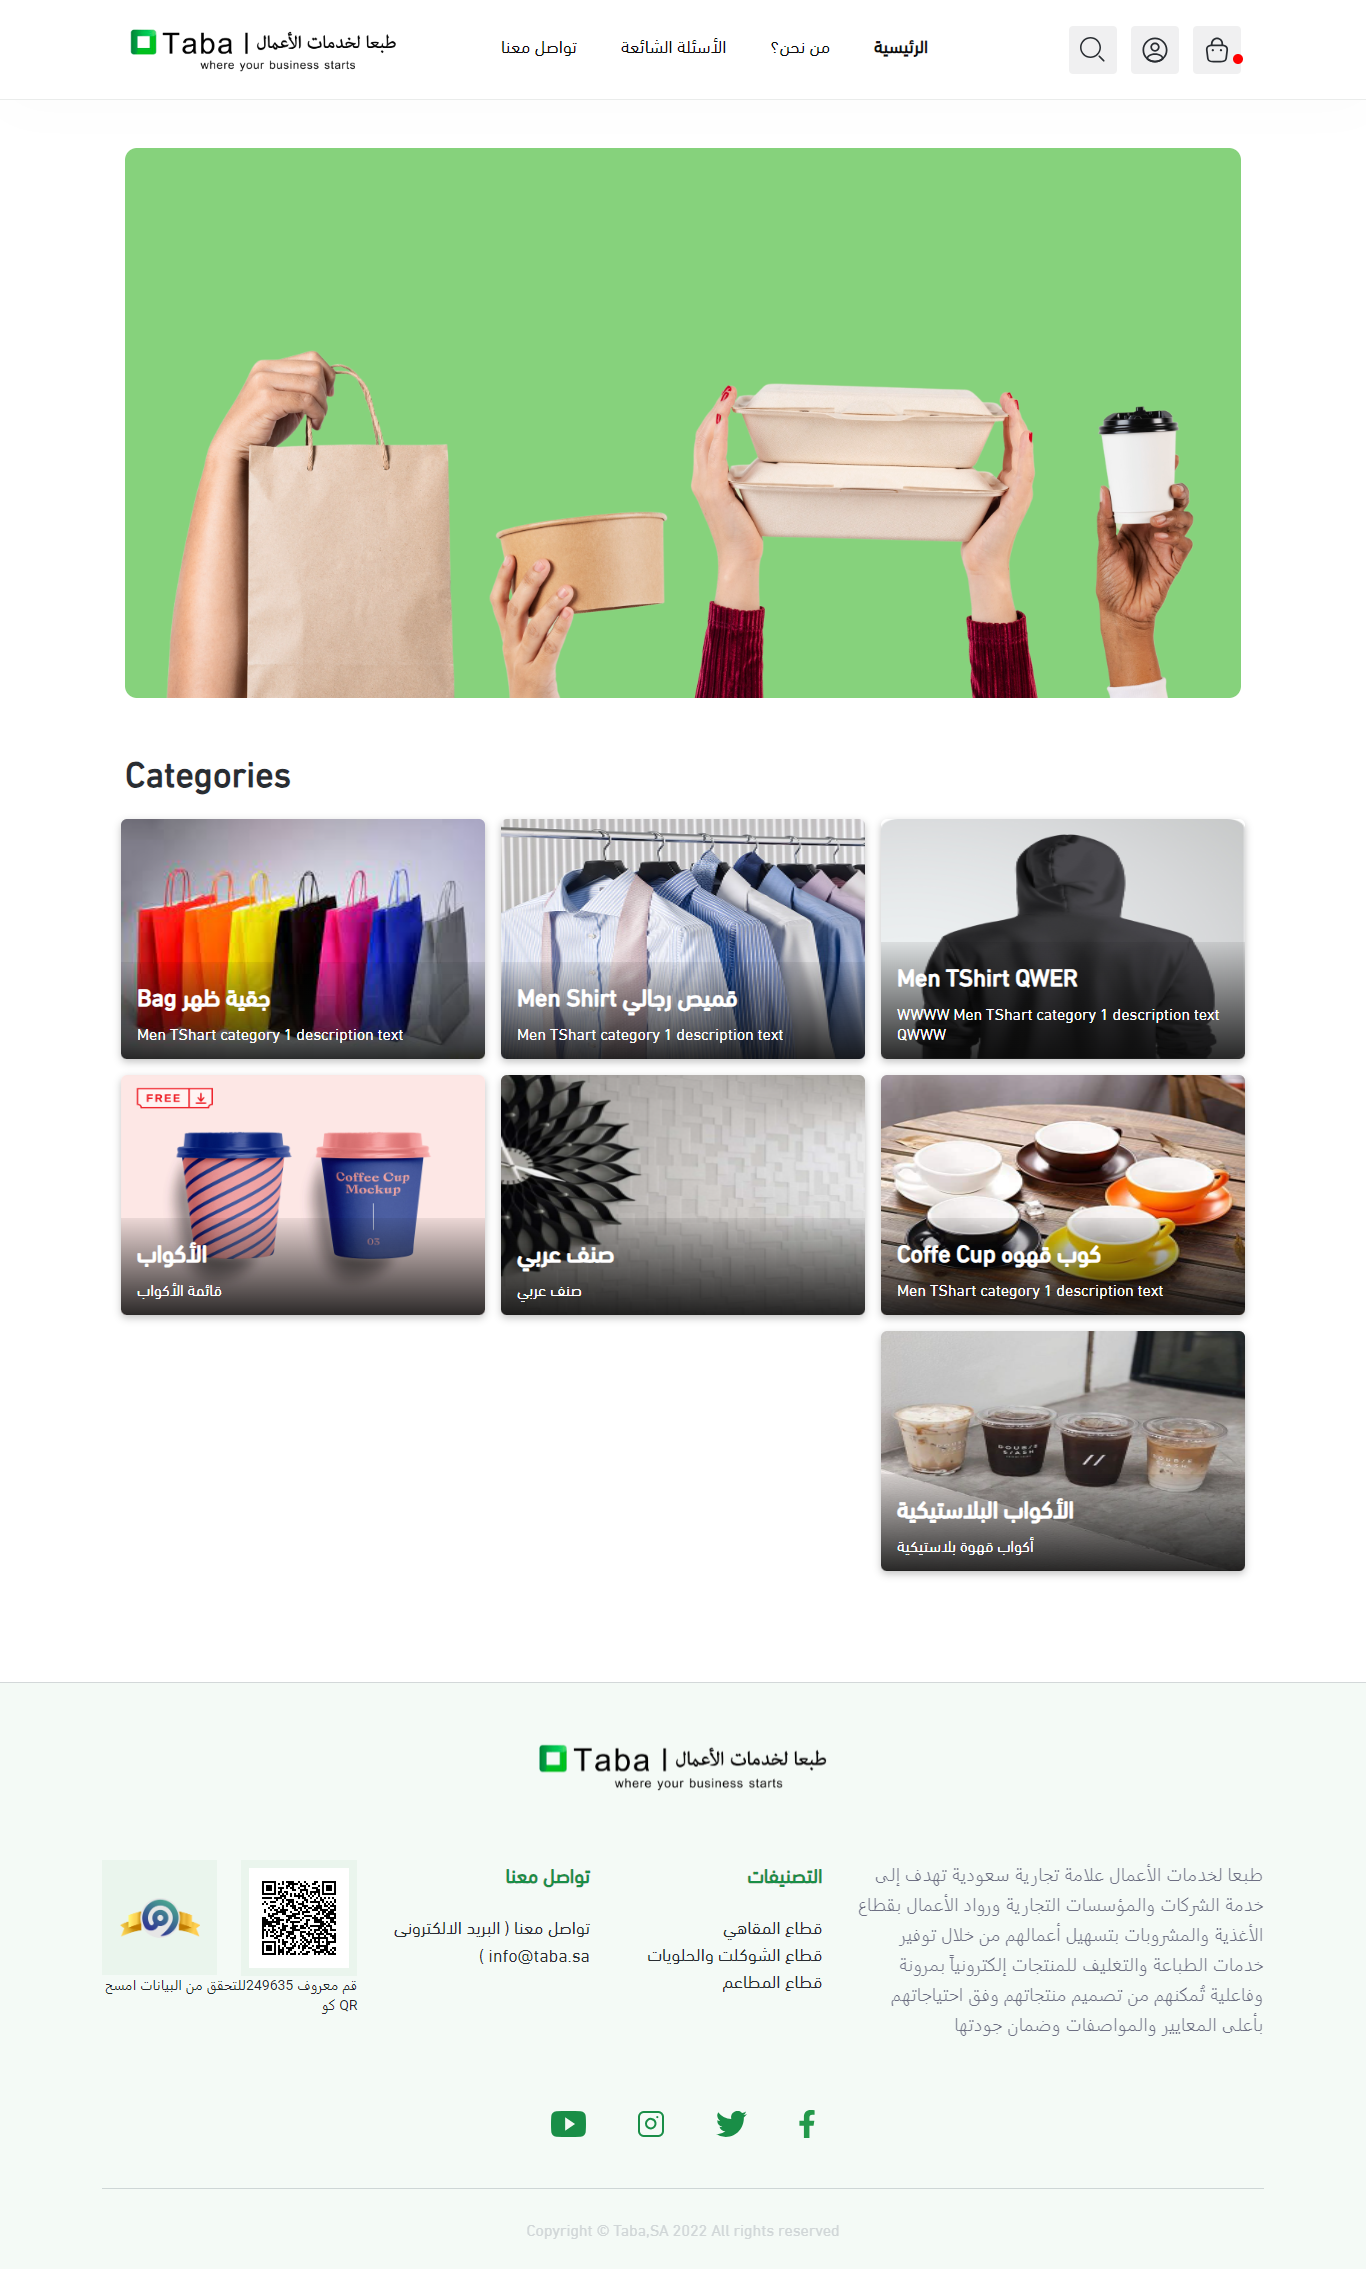 Taba | طبعا لخدمات الأعمال
where your business starts
الرئيسية
من نحن؟
الأسئلة الشائعة
تواصل معنا
Categories
Bag حقيبة ظهر
Men TShart category 1 description text
Men Shirt قميص رجالي
Men TShart category 1 description text
Men TShirt QWER
WWWW Men TShart category 1 description text
QWWW
FREE
Coffee Cup
Mockup
03
الأكواب
قائمة الأكواب
صنف عربي
صنف عربي
Coffe Cup كوب قهوه
Men TShart category 1 description text
DOUBLE
S/ASH
//
الأكواب البلاستيكية
أكواب قهوة بلاستيكية
Taba | طبعا لخدمات الأعمال
where your business starts
طبعا لخدمات الأعمال علامة تجارية سعودية تهدف إلى
خدمة الشركات والمؤسسات التجارية ورواد الأعمال بقطاع
الأغذية والمشروبات بتسهيل أعمالهم من خلال توفير
خدمات الطباعة والتغليف للمنتجات إلكترونياً بمرونة
وفاعلية تُمكنهم من تصميم منتجاتهم وفق احتياجاتهم
بأعلى المعايير والمواصفات وضمان جودتها
التصنيفات
قطاع المقاهي
قطاع الشوكلت والحلويات
قطاع المطاعم
تواصل معنا
تواصل معنا ( البريد الالكترونى
info@taba.sa )
قم معروف 249635للتحقق من البيانات امسح
QR كو
Copyright © Taba,SA 2022 All rights reserved